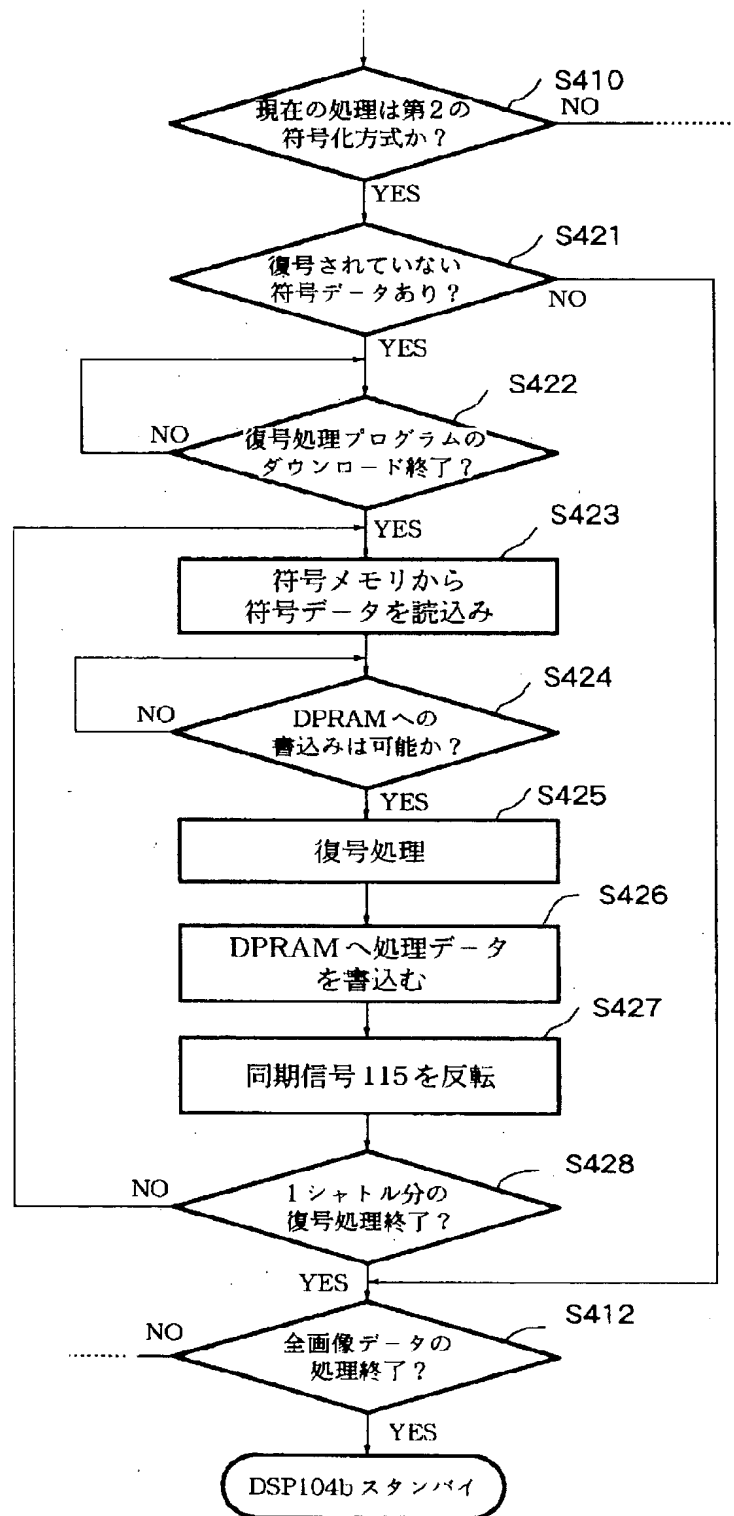 S410
現在の処理は第2の
符号化方式か?
NO
YES
S421
復号されていない
符号データあり?
NO
YES
S422
NO
復号処理プログラムの
ダウンロード終了?
YES
S423
符号メモリから
符号データを読込み
S424
NO
DPRAMへの
書込みは可能か?
YES
S425
復号処理
S426
DPRAMへ処理データ
を書込む
S427
同期信号115を反転
S428
NO
1シャトル分の
復号処理終了?
YES
S412
NO
全画像データの
処理終了?
YES
DSP104bスタンバイ